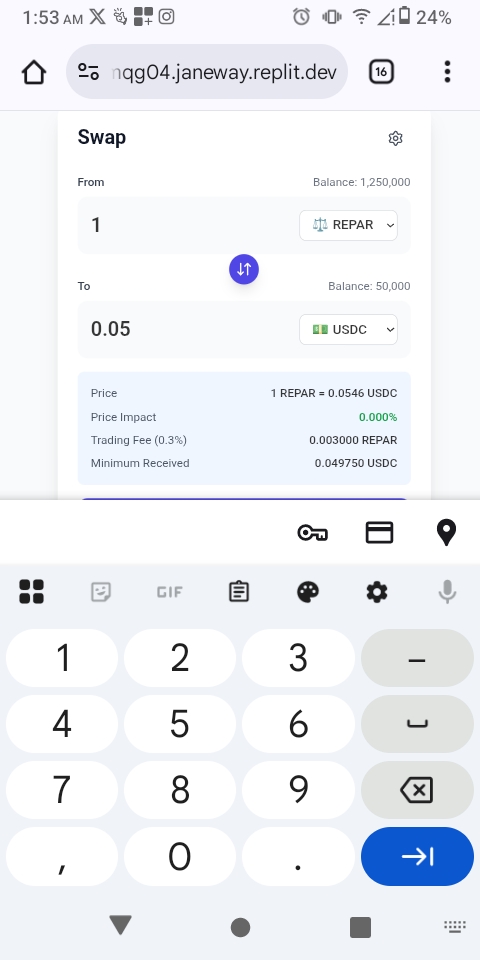 1:53 AM 24%
nqg04.janeway.replit.dev 16
Swap
From Balance: 1,250,000
1 REPAR
To Balance: 50,000
0.05 USDC
Price 1 REPAR = 0.0546 USDC
Price Impact 0.000%
Trading Fee (0.3%) 0.003000 REPAR
Minimum Received 0.049750 USDC
GIF
1 2 3 –
4 5 6
7 8 9
, 0 .